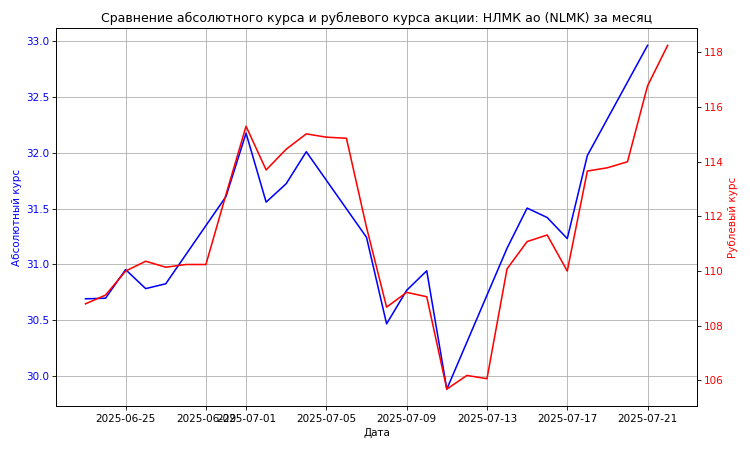 Сравнение абсолютного курса и рублевого курса акции: НЛМК ао (NLMK) за месяц
33.0
32.5
32.0
31.5
31.0
30.5
30.0
Абсолютный курс
118
116
114
112
110
108
106
Рублевый курс
2025-06-25 2025-06-29 2025-07-01 2025-07-05 2025-07-09 2025-07-13 2025-07-17 2025-07-21
Дата